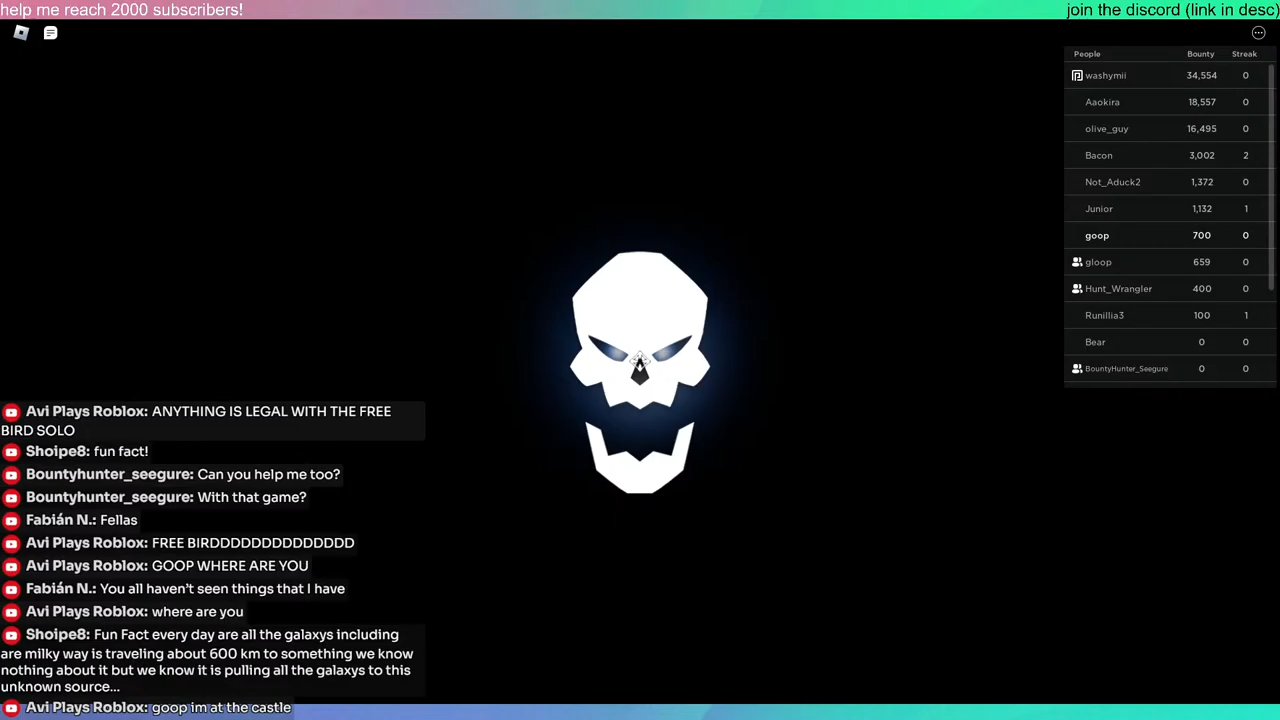 help me reach 2000 subscribers!
join the discord (link in desc)
People Bounty Streak
washymii 34,554 0
Aaokira 18,557 0
olive_guy 16,495 0
Bacon 3,002 2
Not_Aduck2 1,372 0
Junior 1,132 1
goop 700 0
gloop 659 0
Hunt_Wrangler 400 0
Runillia3 100 1
Bear 0 0
BountyHunter_Seegure 0 0
Avi Plays Roblox: ANYTHING IS LEGAL WITH THE FREE
BIRD SOLO
Shoipe8: fun fact!
Bountyhunter_seegure: Can you help me too?
Bountyhunter_seegure: With that game?
Fabián N.: Fellas
Avi Plays Roblox: FREE BIRDDDDDDDDDDDDDD
Avi Plays Roblox: GOOP WHERE ARE YOU
Fabián N.: You all haven't seen things that I have
Avi Plays Roblox: where are you
Shoipe8: Fun Fact every day are all the galaxys including
are milky way is traveling about 600 km to something we know
nothing about it but we know it is pulling all the galaxys to this
unknown source...
Avi Plays Roblox: goop im at the castle